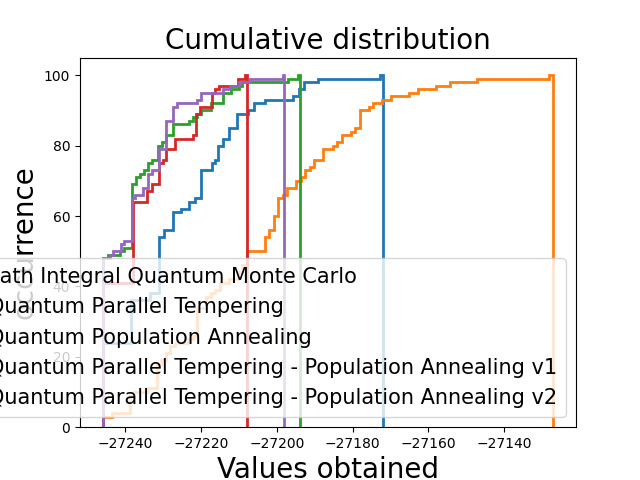 Cumulative distribution
100
80
60
40
20
0
ath Integral Quantum Monte Carlo
Quantum Parallel Tempering
Quantum Population Annealing
Quantum Parallel Tempering - Population Annealing v1
Quantum Parallel Tempering - Population Annealing v2
−27240 −27220 −27200 −27180 −27160 −27140
Values obtained
occurrence